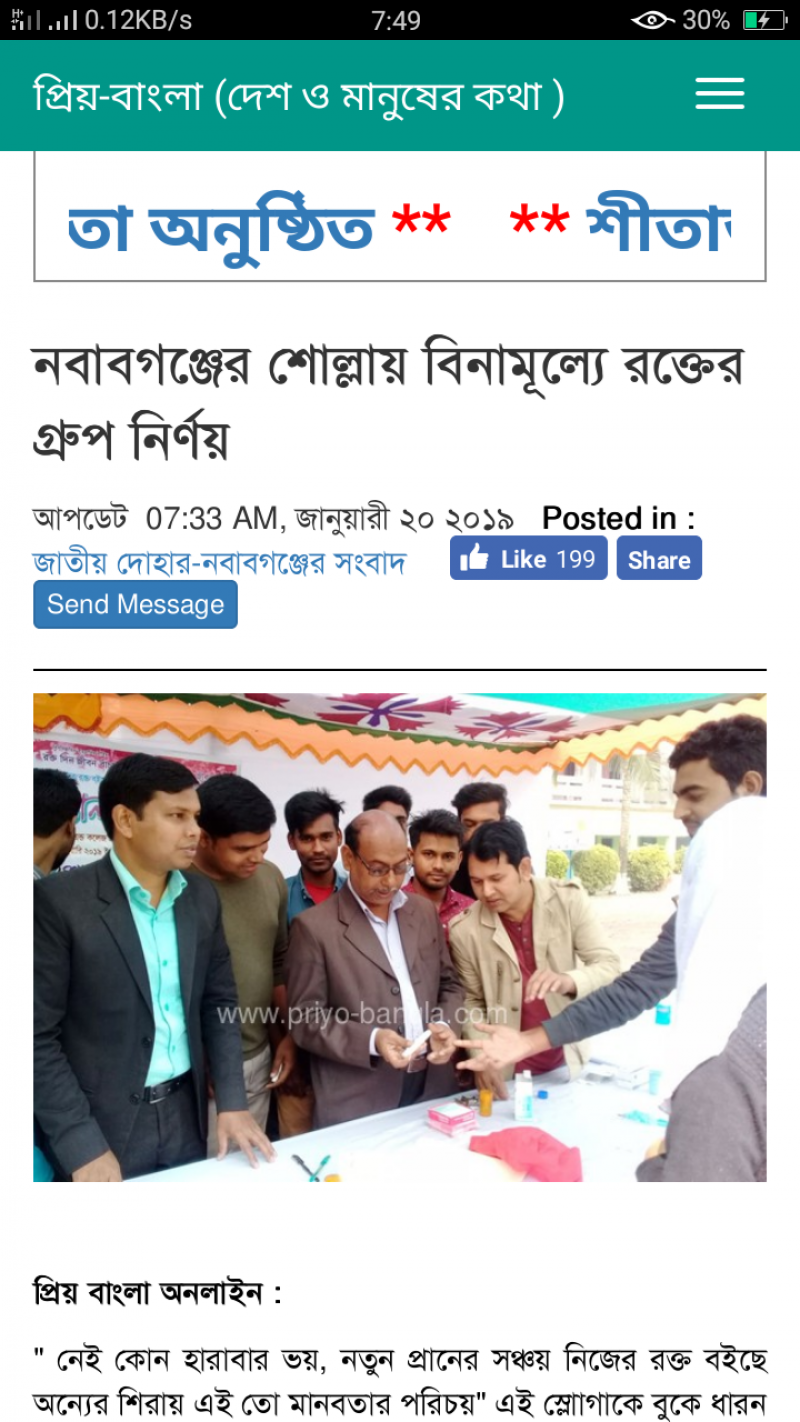 0.12KB/s 7:49 30%
প্রিয়-বাংলা (দেশ ও মানুষের কথা )
তা অনুষ্ঠিত ** ** শীতা
নবাবগঞ্জের শোল্লায় বিনামূল্যে রক্তের
গ্রুপ নির্ণয়
আপডেট 07:33 AM, জানুয়ারী ২০ ২০১৯ Posted in :
জাতীয় দোহার-নবাবগঞ্জের সংবাদ Like 199 Share
Send Message
www.priyo-bangla.com
প্রিয় বাংলা অনলাইন :
" নেই কোন হারাবার ভয়, নতুন প্রানের সঞ্চয় নিজের রক্ত বইছে
অন্যের শিরায় এই তো মানবতার পরিচয়" এই স্লোাগাকে বুকে ধারন